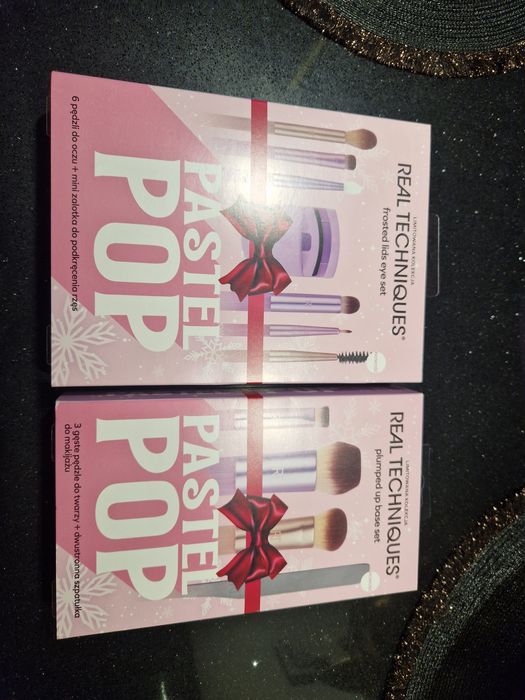 LIMITOWANA KOLEKCJA
REAL TECHNIQUES®
frosted lids eye set
PASTEL
POP
6 pędzli do oczu + mini zalotka do podkręcenia rzęs
LIMITOWANA KOLEKCJA
REAL TECHNIQUES®
plumped up base set
PASTEL
POP
3 gęste pędzle do twarzy + dwustronna szpatułka
do makijażu